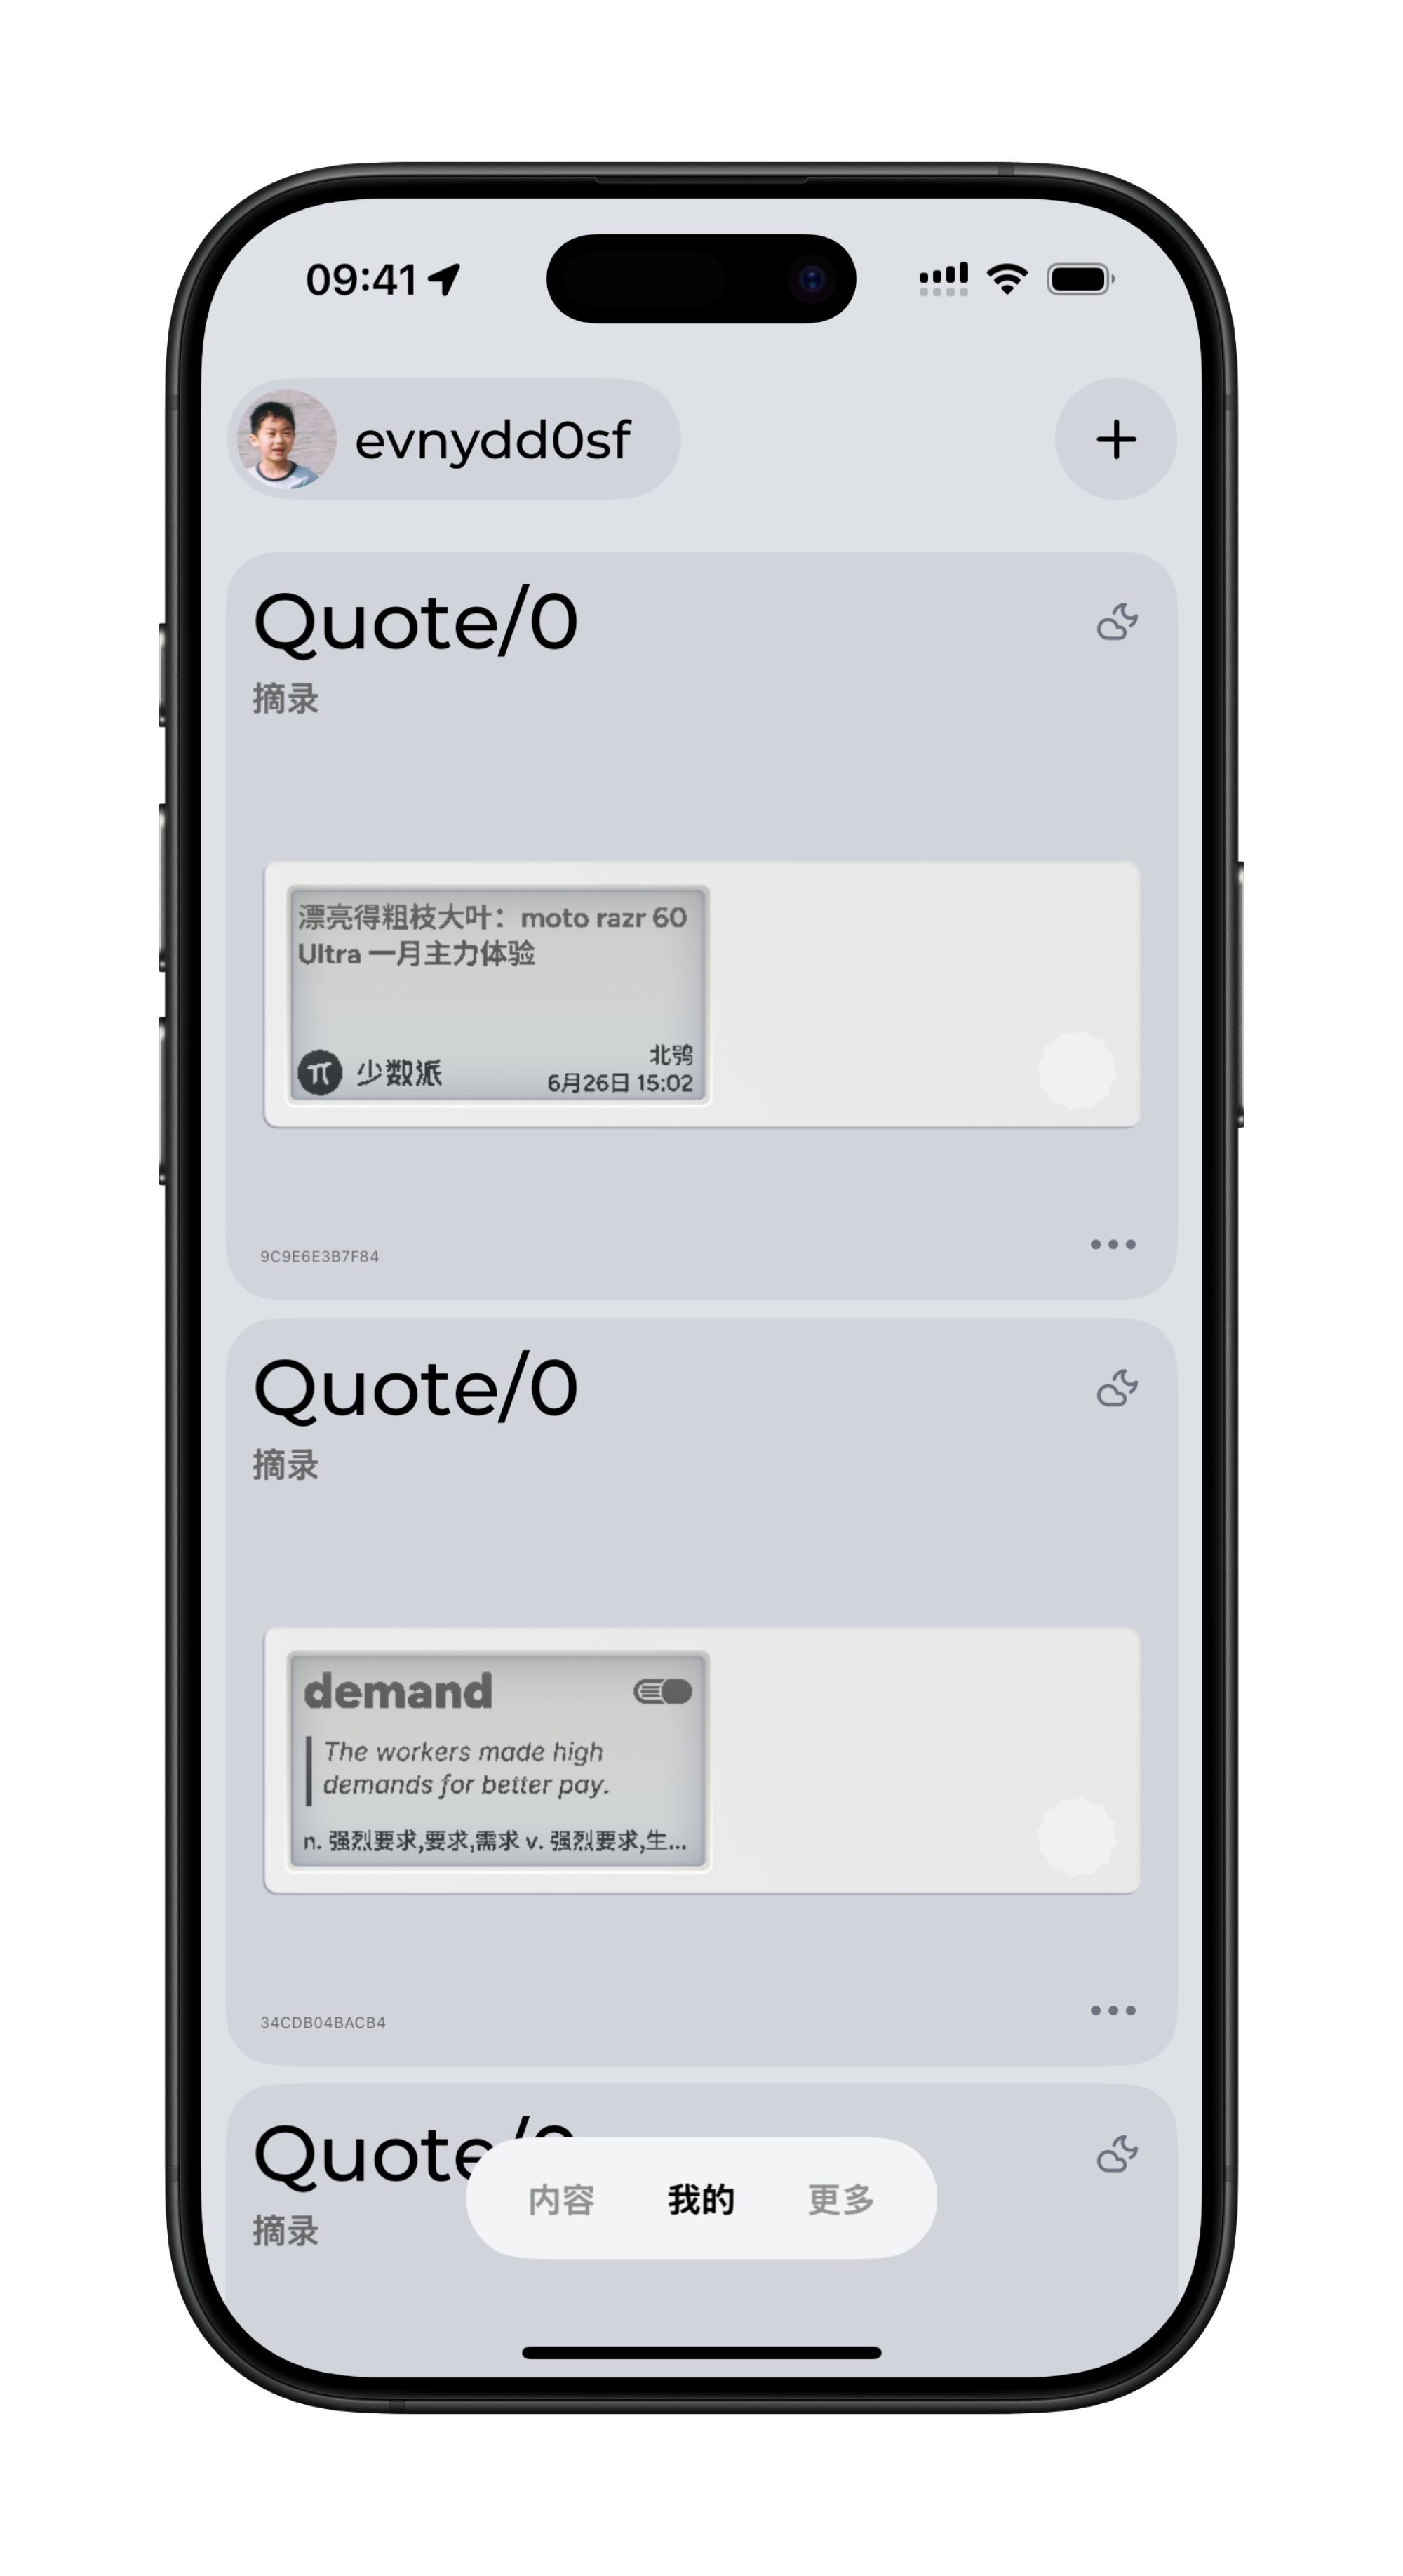 09:41
evnydd0sf
+
Quote/0
摘录
漂亮得粗枝大叶：moto razr 60
Ultra 一月主力体验
少数派
北鸮
6月26日 15:02
9C9E6E3B7F84
Quote/0
摘录
demand
The workers made high
demands for better pay.
n. 强烈要求,要求,需求 v. 强烈要求,生...
34CDB04BACB4
Quote/0
摘录
内容 我的 更多